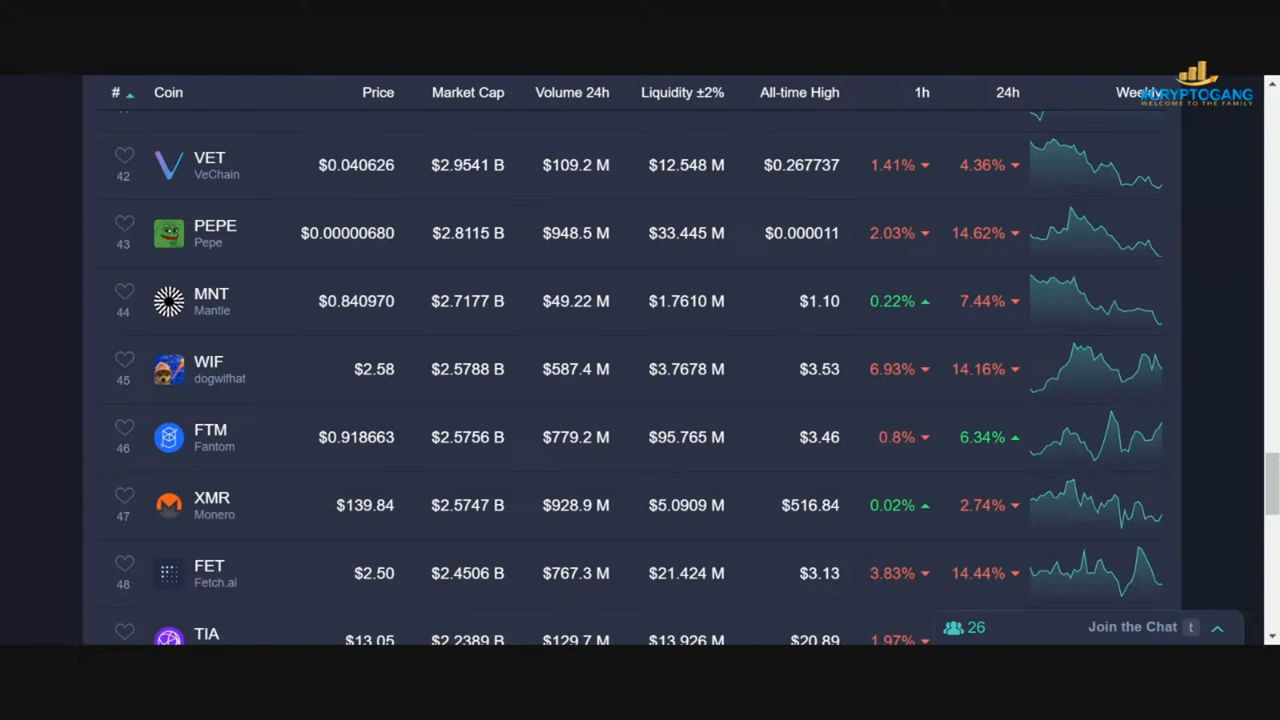 #CRYPTOGANG
WELCOME TO THE FAMILY
# Coin Price Market Cap Volume 24h Liquidity ±2% All-time High 1h 24h Weekly
42 VET VeChain $0.040626 $2.9541 B $109.2 M $12.548 M $0.267737 1.41% 4.36%
43 PEPE Pepe $0.00000680 $2.8115 B $948.5 M $33.445 M $0.000011 2.03% 14.62%
44 MNT Mantle $0.840970 $2.7177 B $49.22 M $1.7610 M $1.10 0.22% 7.44%
45 WIF dogwifhat $2.58 $2.5788 B $587.4 M $3.7678 M $3.53 6.93% 14.16%
46 FTM Fantom $0.918663 $2.5756 B $779.2 M $95.765 M $3.46 0.8% 6.34%
47 XMR Monero $139.84 $2.5747 B $928.9 M $5.0909 M $516.84 0.02% 2.74%
48 FET Fetch.ai $2.50 $2.4506 B $767.3 M $21.424 M $3.13 3.83% 14.44%
TIA $13.05 $2.2389 B $129.7 M $13.926 M $20.89 1.97%
26 Join the Chat t